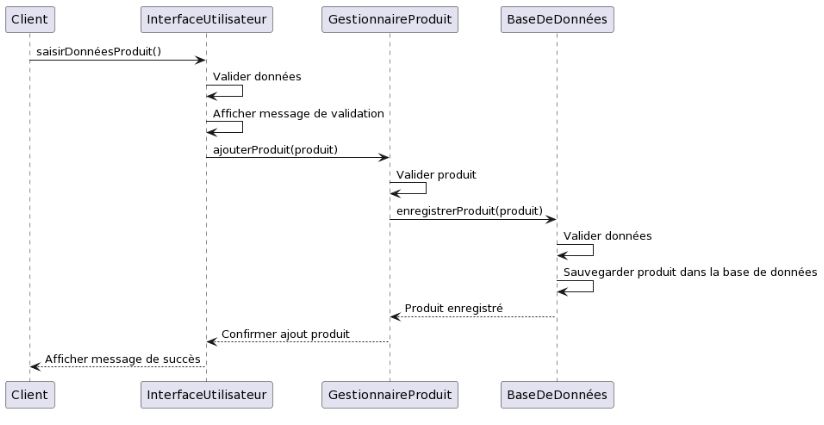 Client
InterfaceUtilisateur
GestionnaireProduit
BaseDeDonnées
saisirDonnéesProduit()
Valider données
Afficher message de validation
ajouterProduit(produit)
Valider produit
enregistrerProduit(produit)
Valider données
Sauvegarder produit dans la base de données
Produit enregistré
Confirmer ajout produit
Afficher message de succès
Client
InterfaceUtilisateur
GestionnaireProduit
BaseDeDonnées